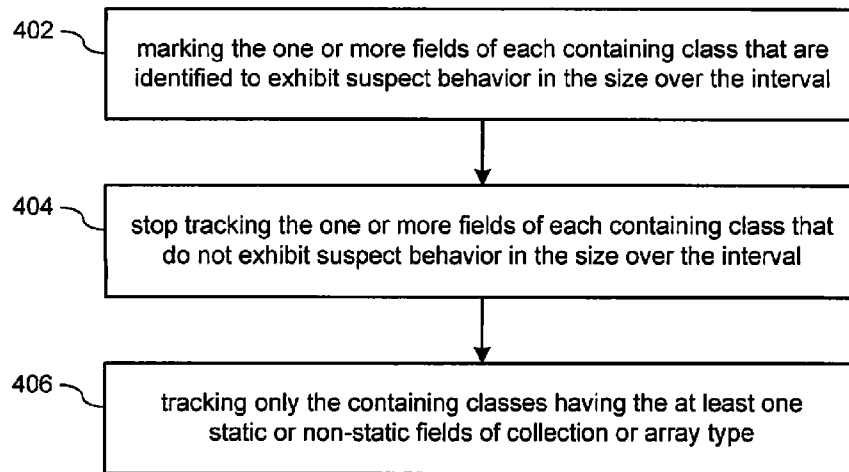 402
marking the one or more fields of each containing class that are
identified to exhibit suspect behavior in the size over the interval
404
stop tracking the one or more fields of each containing class that
do not exhibit suspect behavior in the size over the interval
406
tracking only the containing classes having the at least one
static or non-static fields of collection or array type